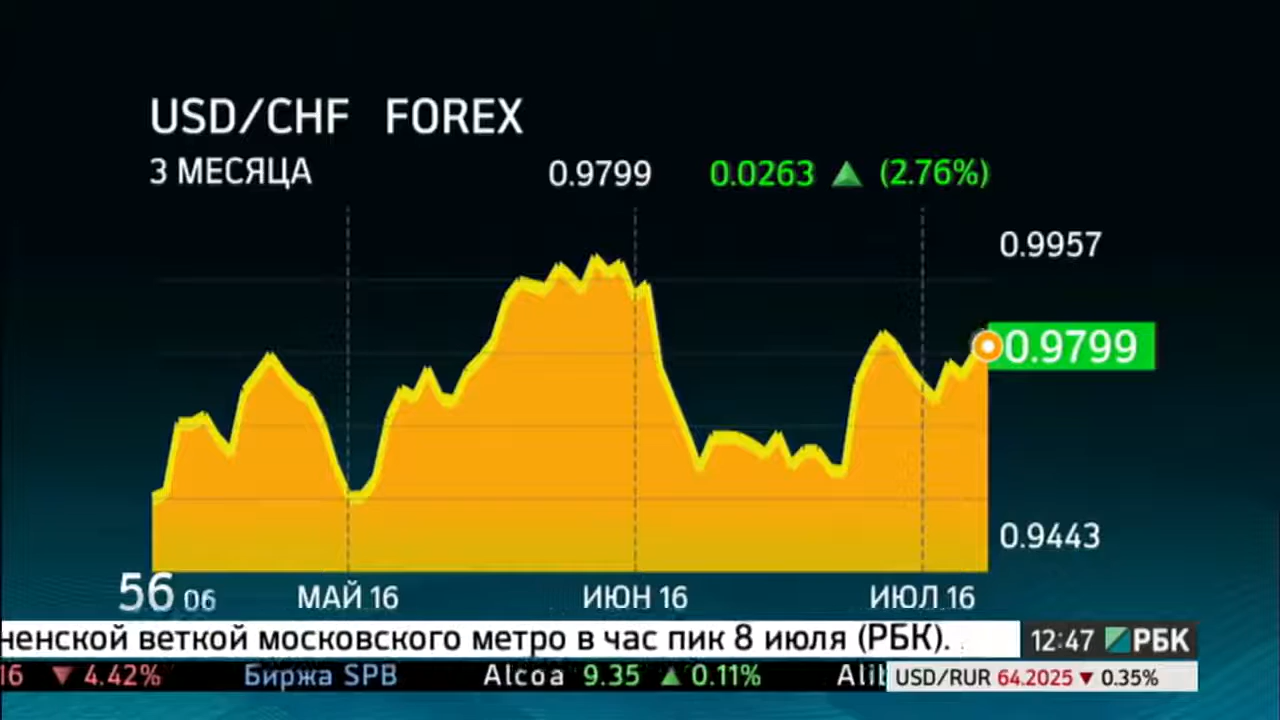 USD/CHF FOREX
3 МЕСЯЦА 0.9799 0.0263 ▲ (2.76%)
0.9957
0.9799
0.9443
56 06 МАЙ 16 ИЮН 16 ИЮЛ 16
ненской веткой московского метро в час пик 8 июля (РБК). 12:47 РБК
16 ▼ 4.42% Биржа SPB Alcoa 9.35 ▲ 0.11% Alib USD/RUR 64.2025 ▼ 0.35%